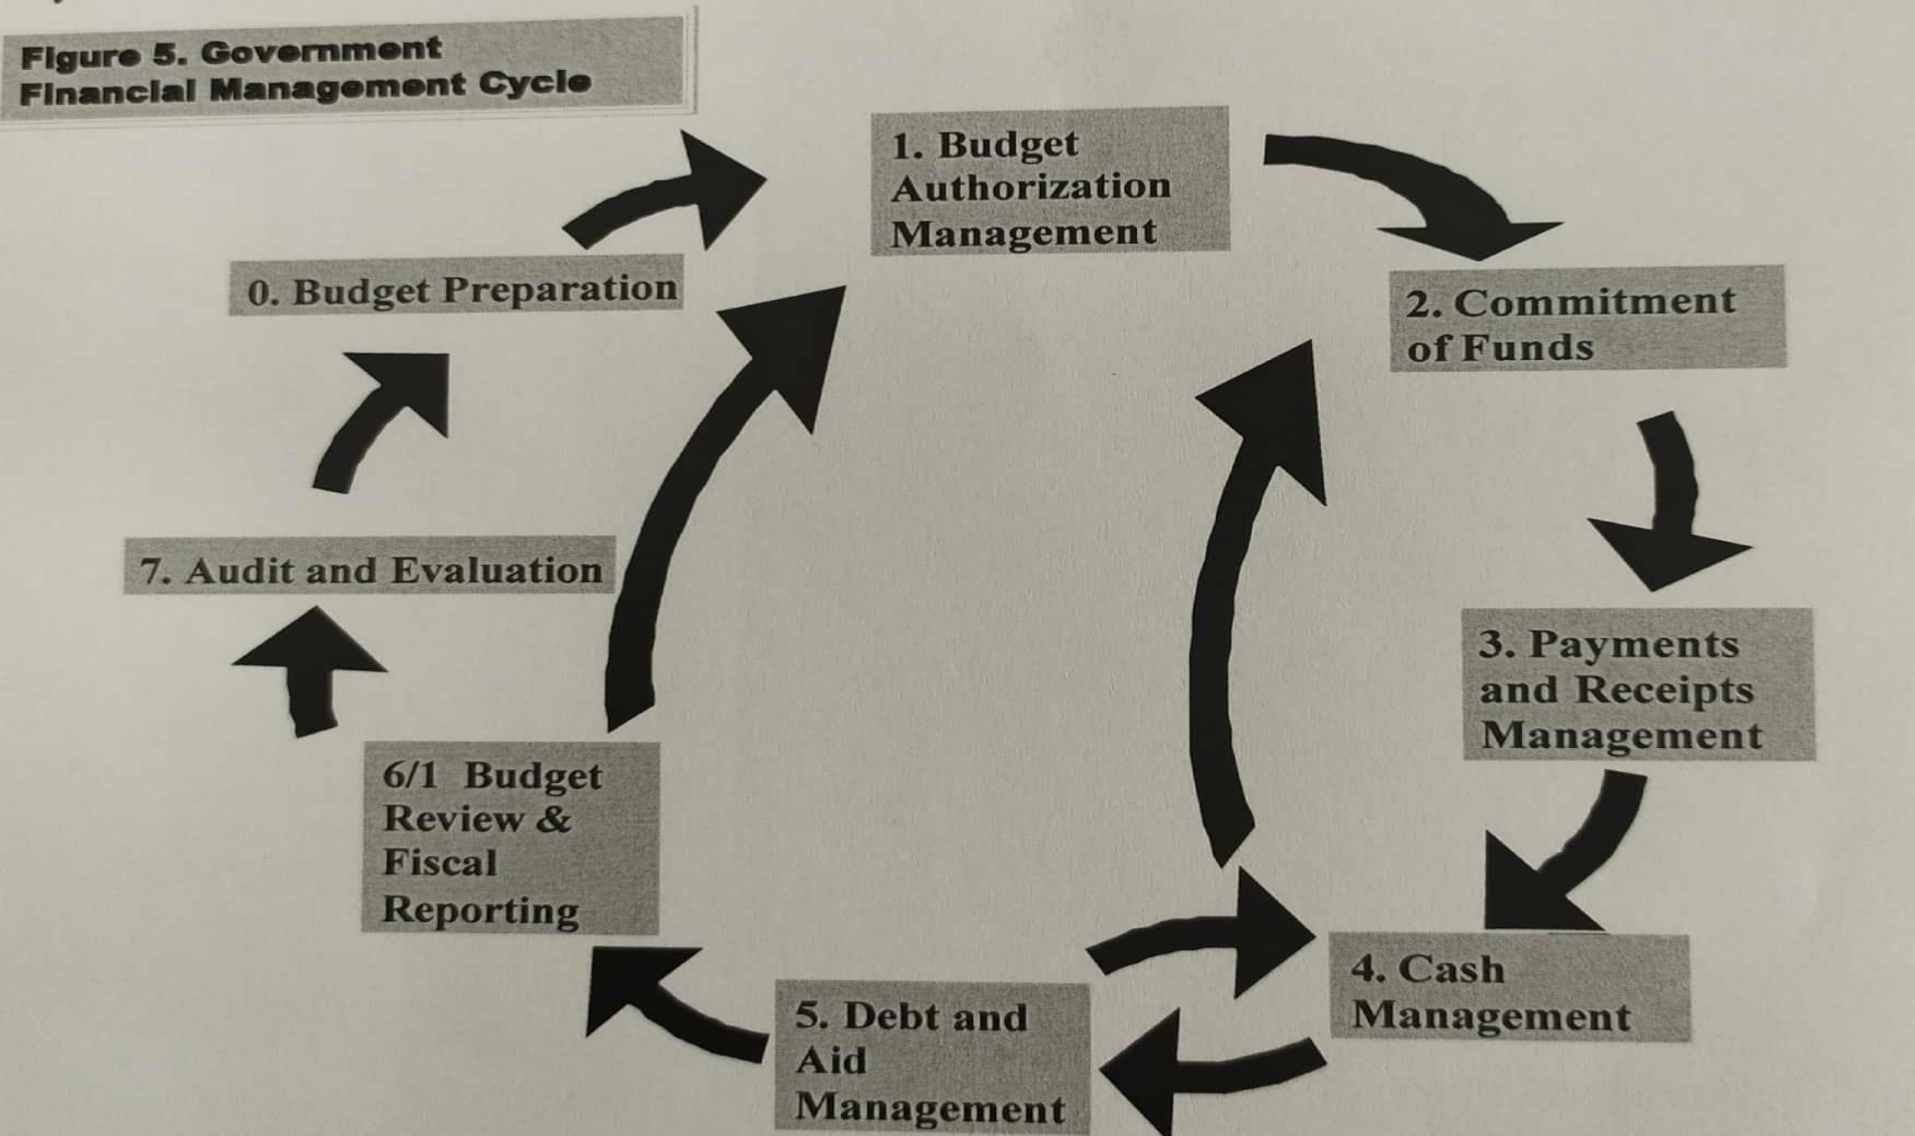 Figure 5. Government
Financial Management Cycle
1. Budget
Authorization
Management
0. Budget Preparation
2. Commitment
of Funds
7. Audit and Evaluation
3. Payments
and Receipts
Management
6/1 Budget
Review &
Fiscal
Reporting
4. Cash
Management
5. Debt and
Aid
Management